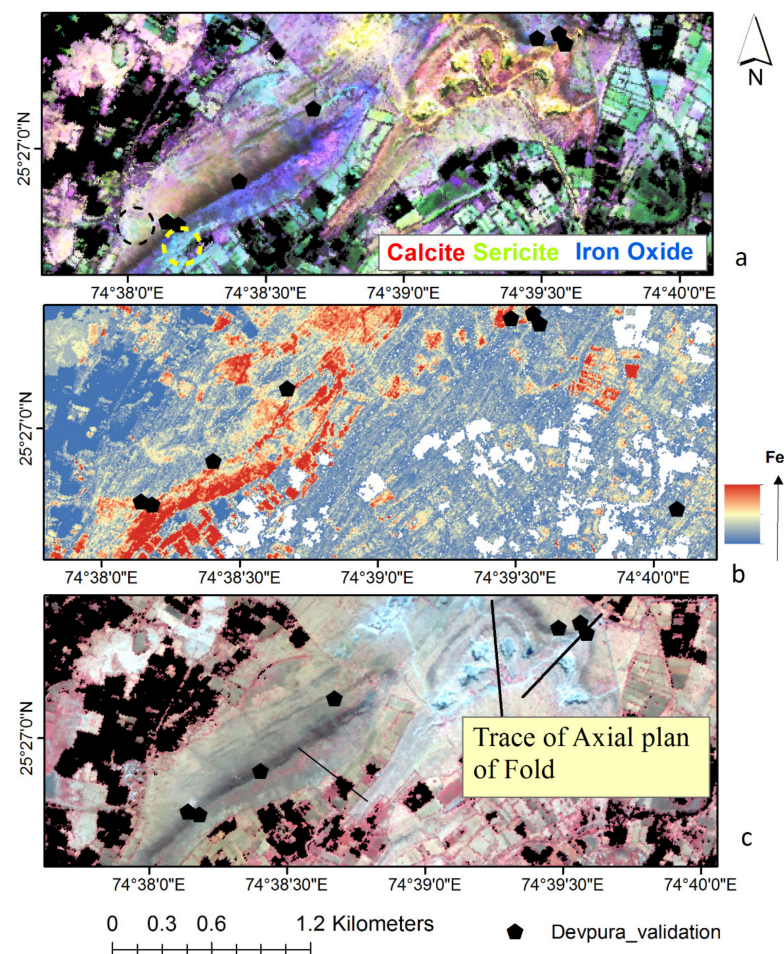 N
25°27'0"N
Calcite Sericite Iron Oxide
a
74°38'0"E 74°38'30"E 74°39'0"E 74°39'30"E 74°40'0"E
25°27'0"N
Fe
b
74°38'0"E 74°38'30"E 74°39'0"E 74°39'30"E 74°40'0"E
25°27'0"N
Trace of Axial plan
of Fold
c
74°38'0"E 74°38'30"E 74°39'0"E 74°39'30"E 74°40'0"E
0 0.3 0.6 1.2 Kilometers
Devpura_validation